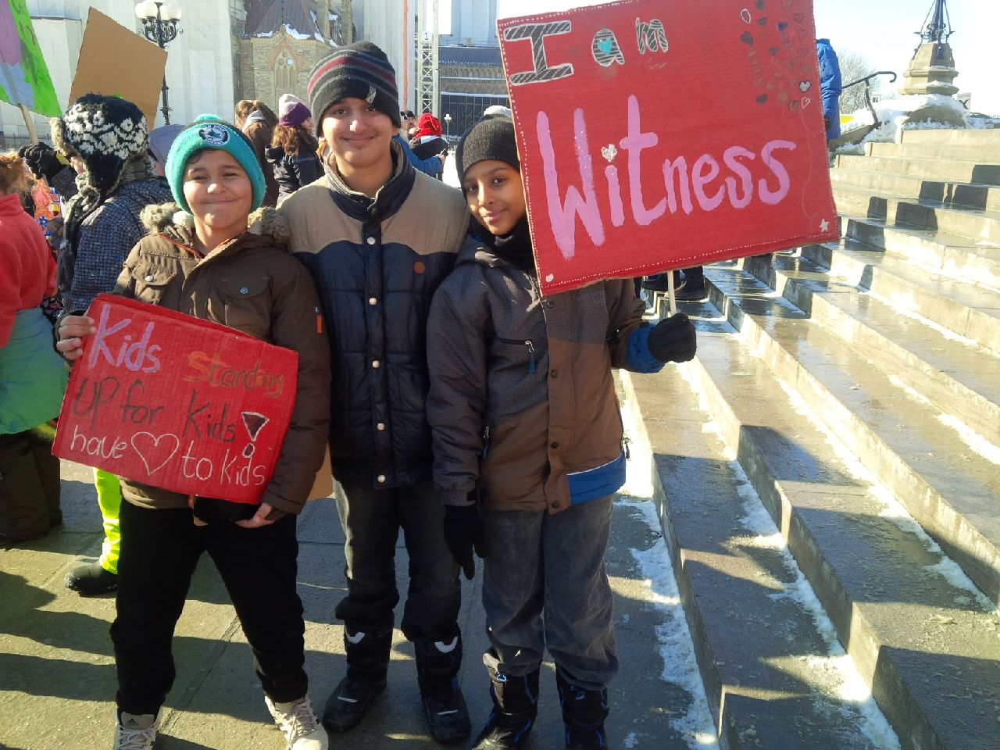 I am
Witness
Kids Standing
UP for Kids!
have ♡ to Kids